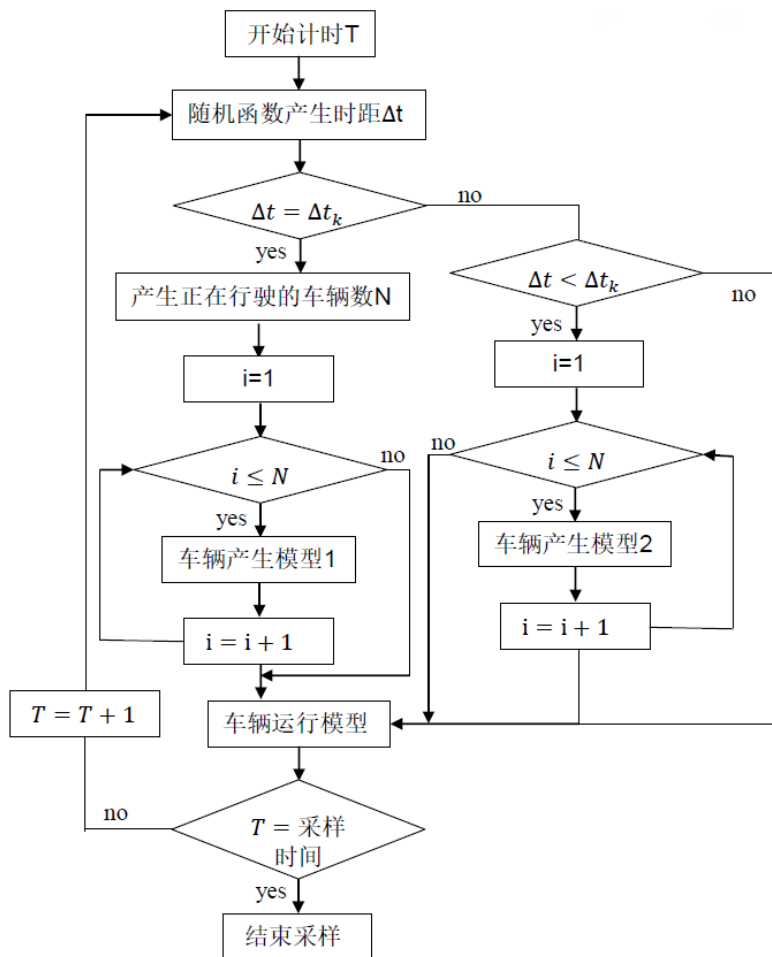 开始计时T
随机函数产生时距Δt
Δt = Δtₖ
no
yes
产生正在行驶的车辆数N
Δt < Δtₖ
no
yes
i=1
i=1
i ≤ N
no
yes
no
i ≤ N
yes
车辆产生模型1
车辆产生模型2
i = i + 1
i = i + 1
T = T + 1
车辆运行模型
no
T = 采样
时间
yes
结束采样